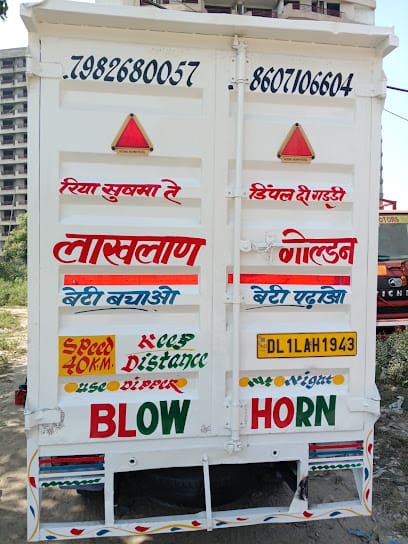 7982680057 8607106604
रिया सुषमा ते डिंपल दी गड्डी
लाखलाण गोल्डन
बेटी बचाओ बेटी पढ़ाओ
SPeed Keep
40KM. Distance
DL1LAH1943
use DIPPER At Night
BLOW HORN